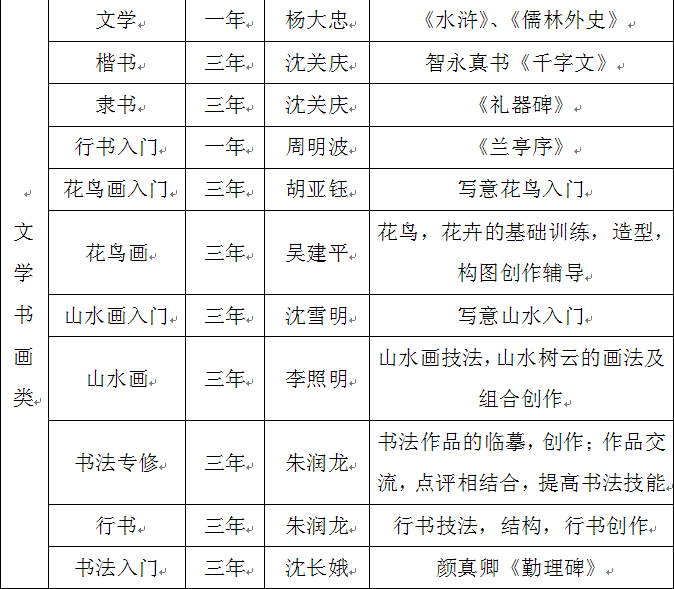 文学书画类
文学 一年 杨大忠 《水浒》、《儒林外史》
楷书 三年 沈关庆 智永真书《千字文》
隶书 三年 沈关庆 《礼器碑》
行书入门 一年 周明波 《兰亭序》
花鸟画入门 三年 胡亚钰 写意花鸟入门
花鸟画 三年 吴建平 花鸟，花卉的基础训练，造型，
构图创作辅导
山水画入门 三年 沈雪明 写意山水入门
山水画 三年 李照明 山水画技法，山水树云的画法及
组合创作
书法专修 三年 朱润龙 书法作品的临摹，创作；作品交
流，点评相结合，提高书法技能
行书 三年 朱润龙 行书技法，结构，行书创作
书法入门 三年 沈长娥 颜真卿《勤理碑》